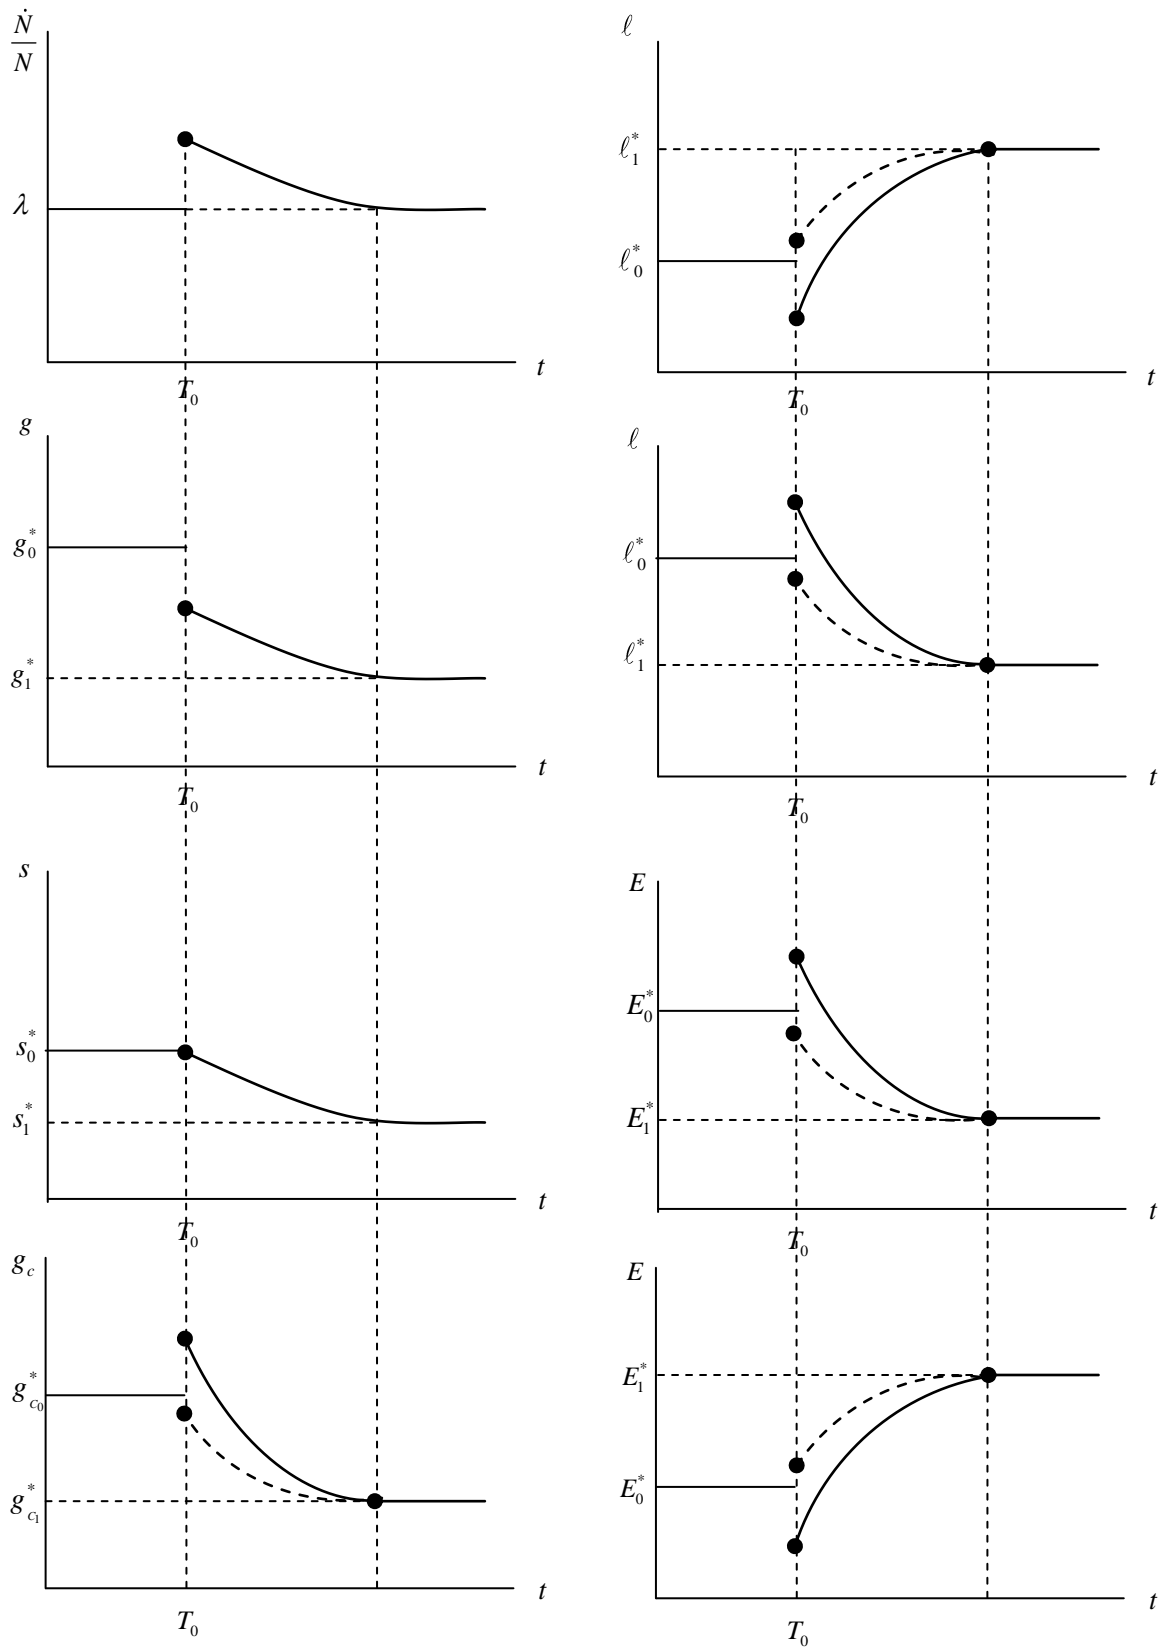 Ṅ
N
λ
t
T₀
g
g₀*
g₁*
t
T₀
s
s₀*
s₁*
t
T₀
g_c
g*_c₀
g*_c₁
t
T₀
ℓ
ℓ₁*
ℓ₀*
t
T₀
ℓ
ℓ₀*
ℓ₁*
t
T₀
E
E₀*
E₁*
t
T₀
E
E₁*
E₀*
t
T₀